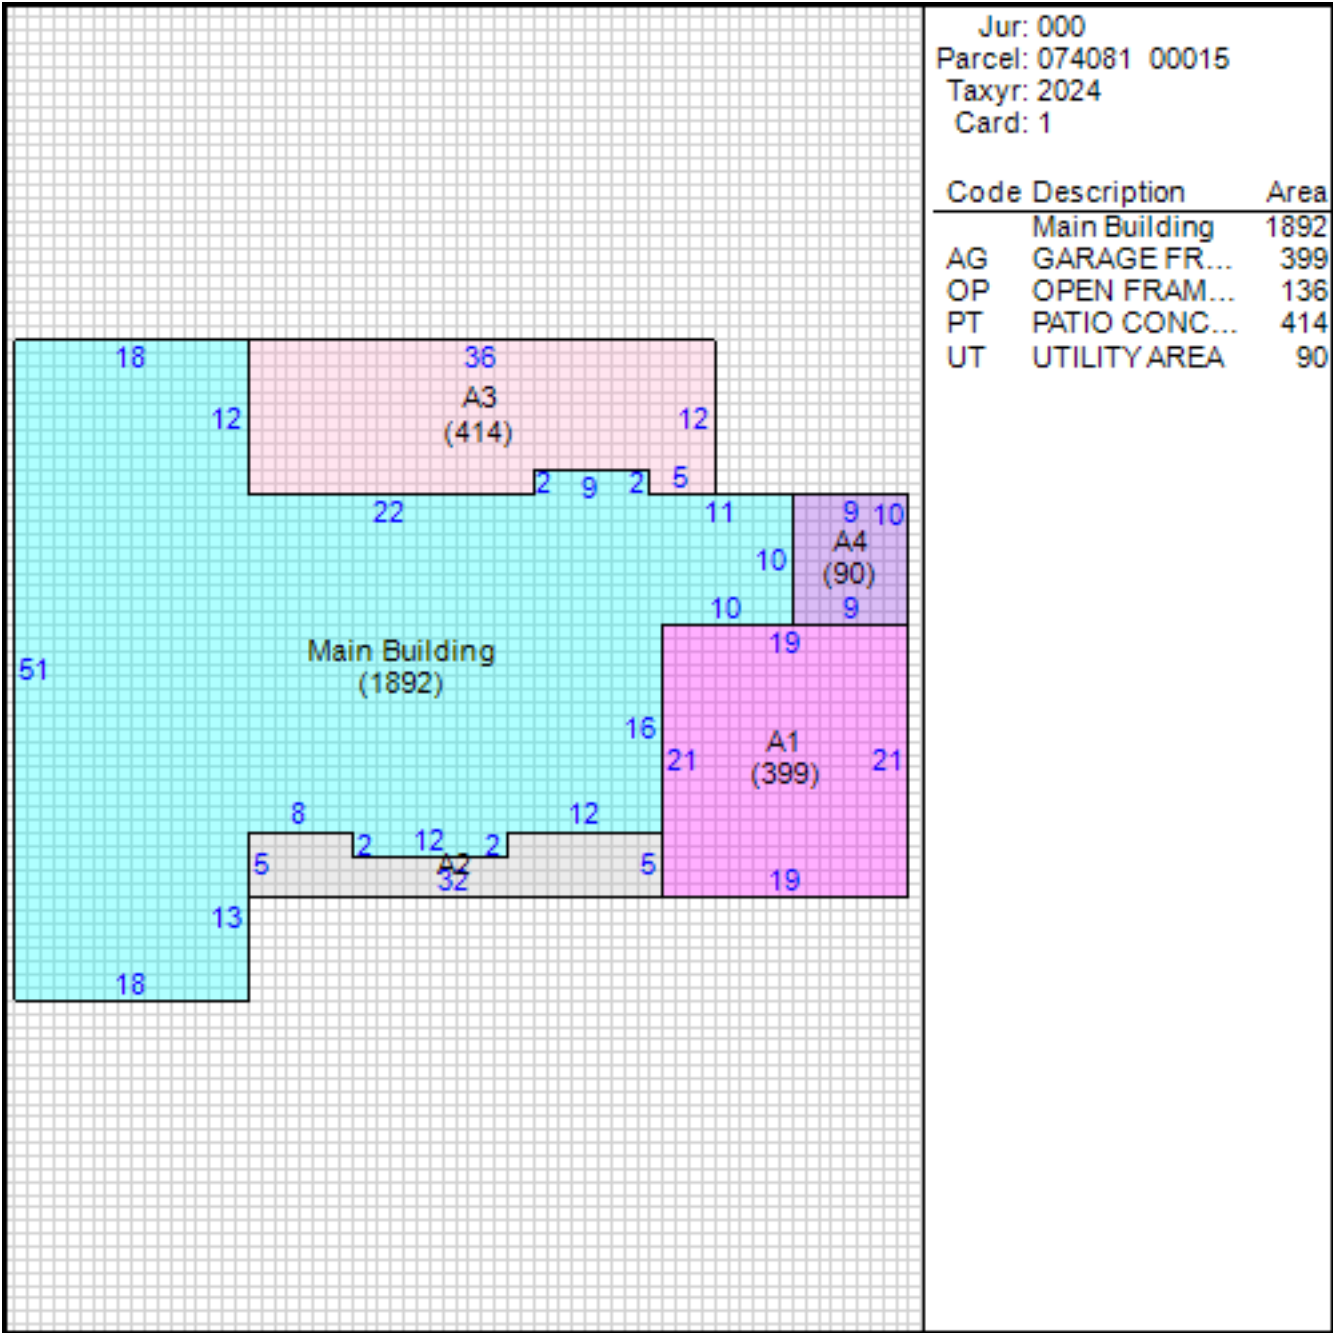 Jur: 000
Parcel: 074081 00015
Taxyr: 2024
Card: 1
Code Description Area
Main Building 1892
AG GARAGE FR... 399
OP OPEN FRAM... 136
PT PATIO CONC... 414
UT UTILITY AREA 90
18
36
12
A3
(414)
12
2
9
2
5
22
11
9
10
A4
(90)
10
10
9
19
Main Building
(1892)
51
16
21
A1
(399)
21
8
12
2
12
2
5
A2
32
5
19
13
18